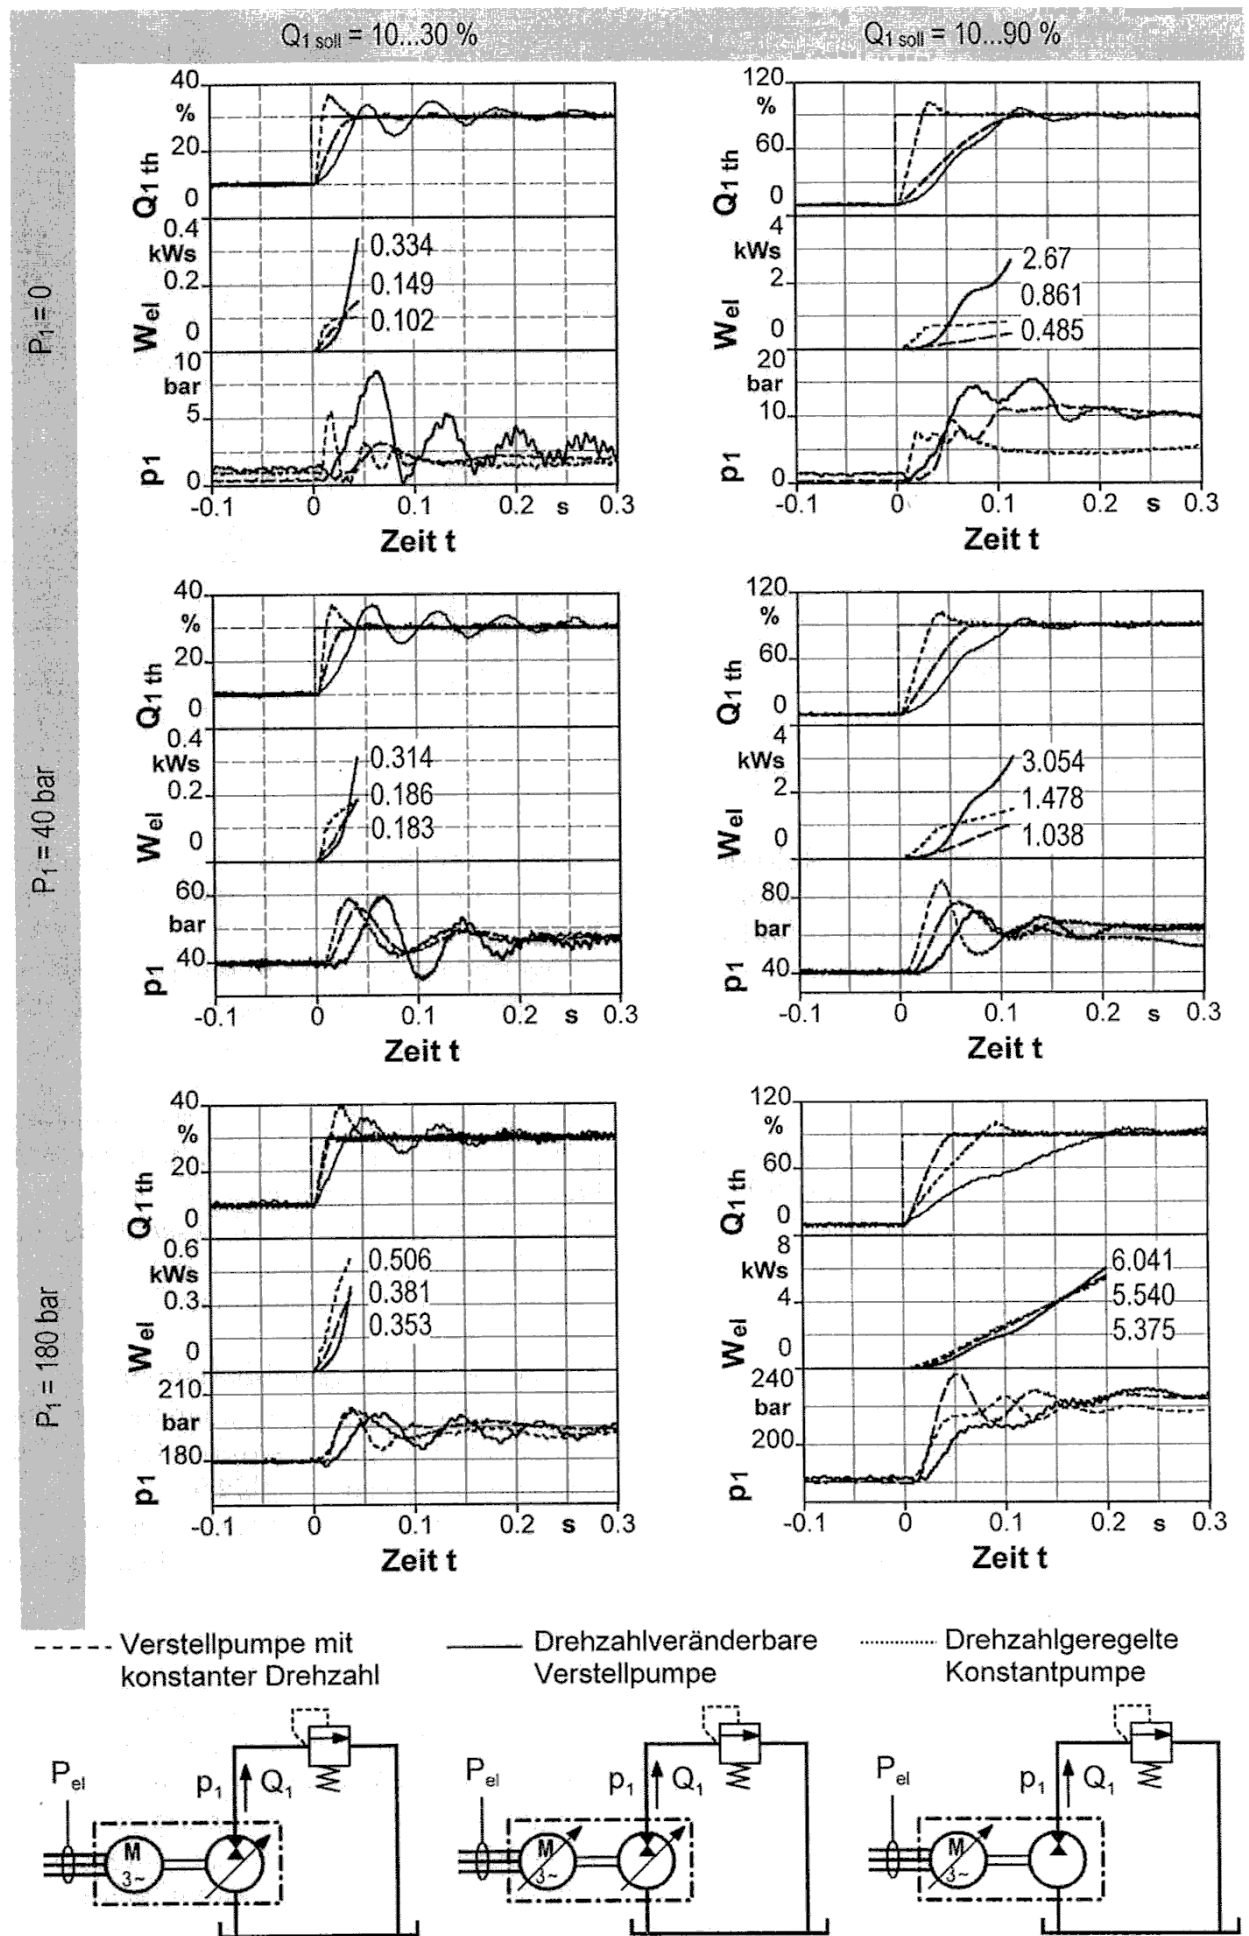 Q1 soll = 10...30 %
Q1 soll = 10...90 %
P1 = 0
40
%
20
0
Q1 th
0.4
kWs
0.2
0
Wel
0.334
0.149
0.102
10
bar
5
0
p1
-0.1 0 0.1 0.2 s 0.3
Zeit t
120
%
60
0
Q1 th
4
kWs
2
0
Wel
2.67
0.861
0.485
20
bar
10
0
p1
-0.1 0 0.1 0.2 s 0.3
Zeit t
P1 = 40 bar
40
%
20
0
Q1 th
0.4
kWs
0.2
0
Wel
0.314
0.186
0.183
60
bar
40
p1
-0.1 0 0.1 0.2 s 0.3
Zeit t
120
%
60
0
Q1 th
4
kWs
2
0
Wel
3.054
1.478
1.038
80
bar
40
p1
-0.1 0 0.1 0.2 s 0.3
Zeit t
P1 = 180 bar
40
%
20
0
Q1 th
0.6
kWs
0.3
0
Wel
0.506
0.381
0.353
210
bar
180
p1
-0.1 0 0.1 0.2 s 0.3
Zeit t
120
%
60
0
Q1 th
8
kWs
4
0
Wel
6.041
5.540
5.375
240
bar
200
p1
-0.1 0 0.1 0.2 s 0.3
Zeit t
Verstellpumpe mit
konstanter Drehzahl
Drehzahlveränderbare
Verstellpumpe
Drehzahlgeregelte
Konstantpumpe
Pel
p1
Q1
M
3~
Pel
p1
Q1
M
3~
Pel
p1
Q1
M
3~